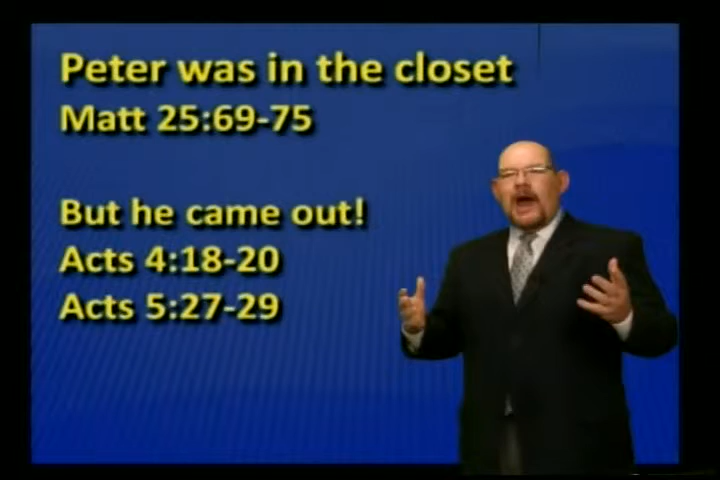 Peter was in the closet
Matt 25:69-75
But he came out!
Acts 4:18-20
Acts 5:27-29